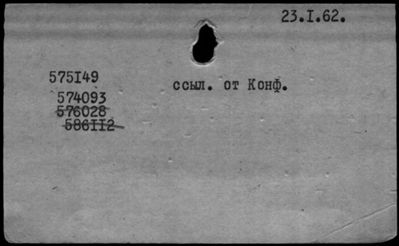 23.I.62.
575I49
ссыл. от Конф.
574093
576028
586II2